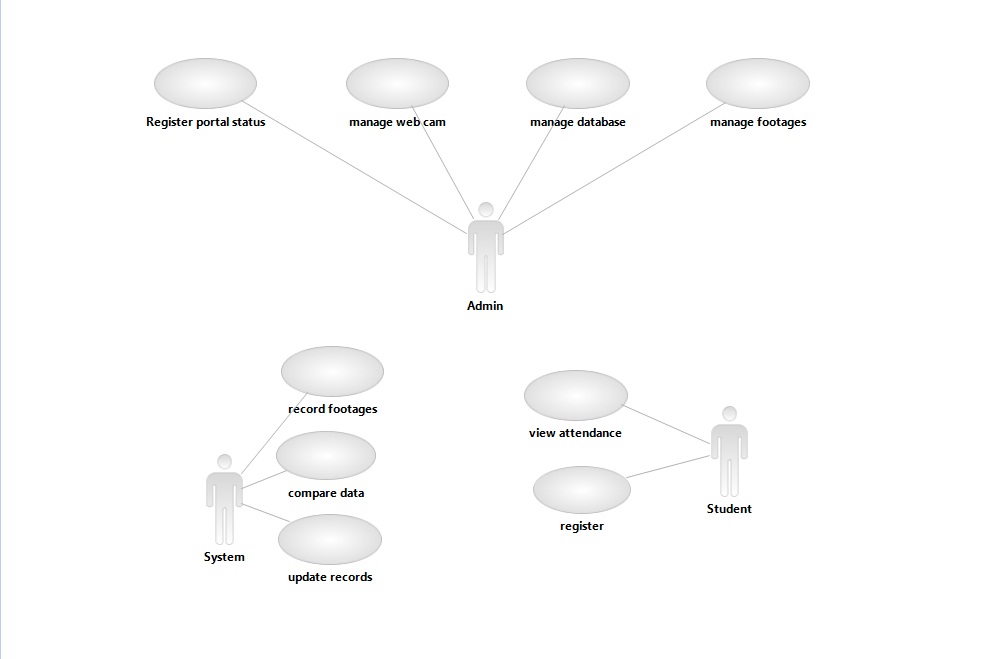 Register portal status
manage web cam
manage database
manage footages
Admin
record footages
view attendance
compare data
Student
register
System
update records